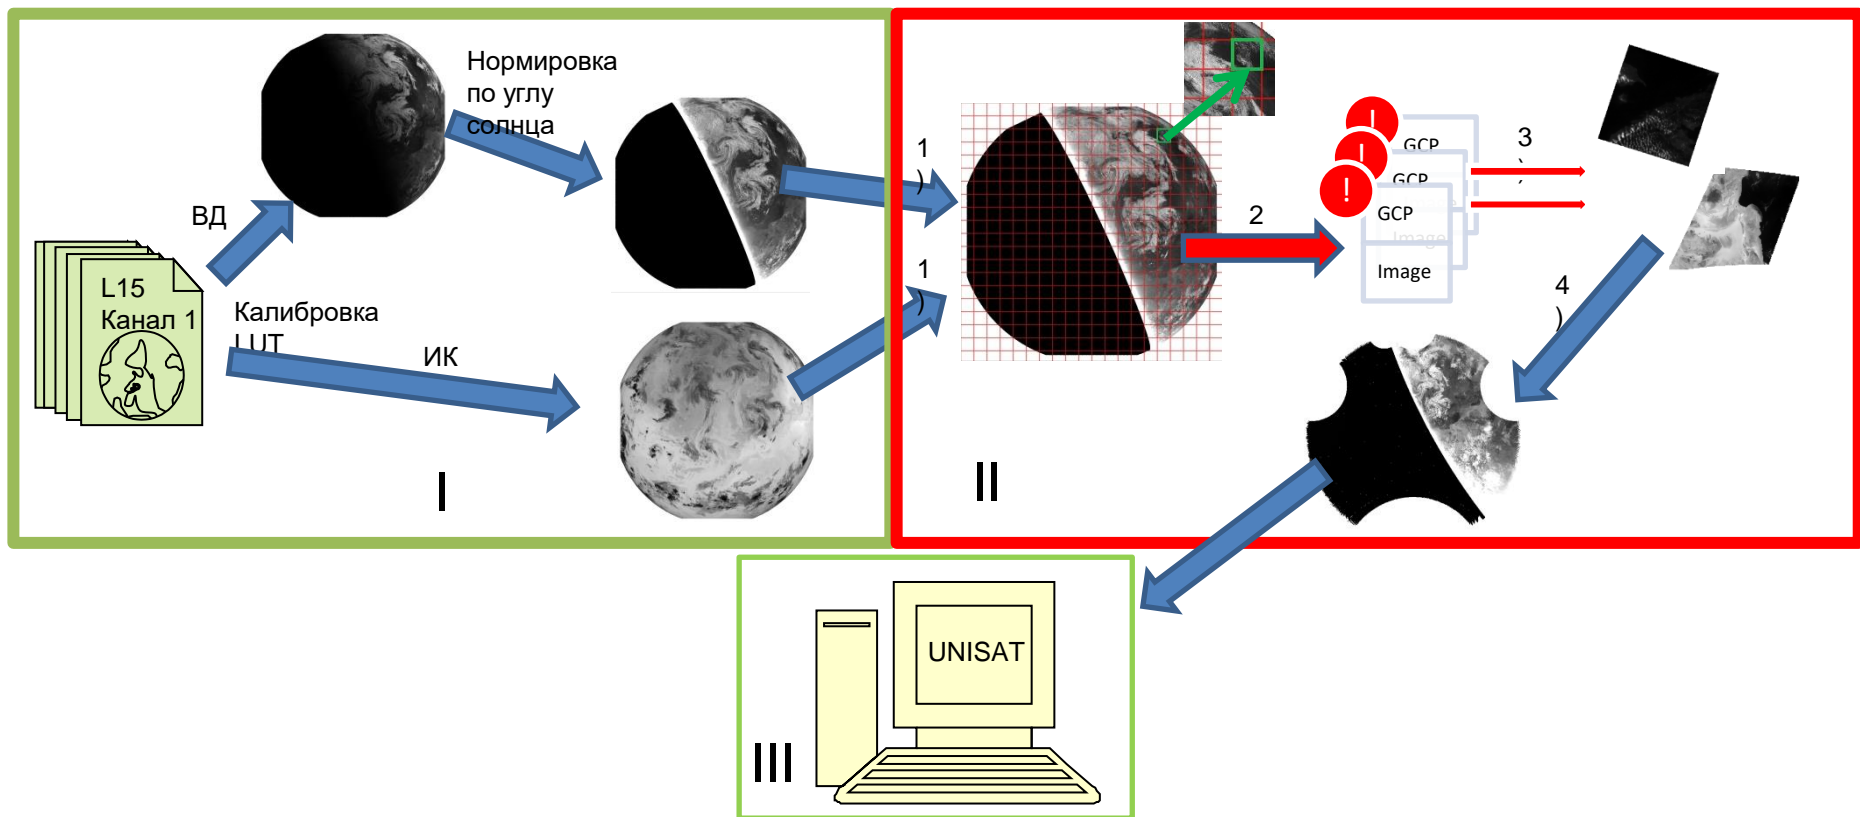 Нормировка
по углу
солнца
ВД
L15
Канал 1
Калибровка
LUT
ИК
I
1
)
1
)
2
!
GCP
!
GCP
!
GCP
Image
Image
3
)
4
)
II
UNISAT
III